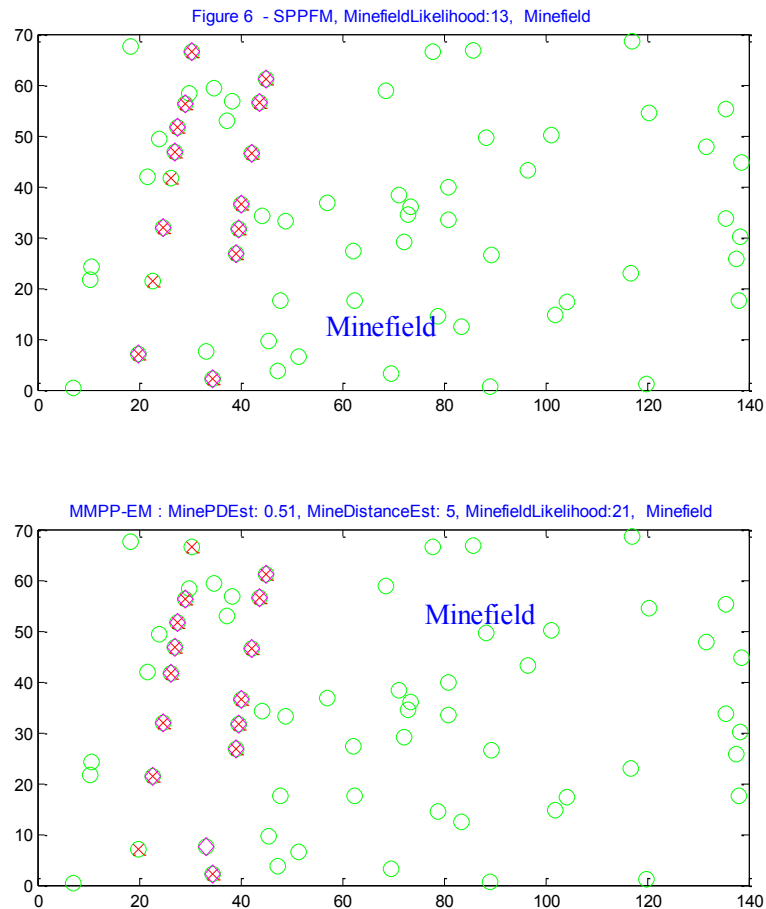 Figure 6 - SPPFM, MinefieldLikelihood:13, Minefield
70
60
50
40
30
20
10
0
Minefield
0 20 40 60 80 100 120 140
MMPP-EM : MinePDEst: 0.51, MineDistanceEst: 5, MinefieldLikelihood:21, Minefield
70
60
50
40
30
20
10
0
Minefield
0 20 40 60 80 100 120 140